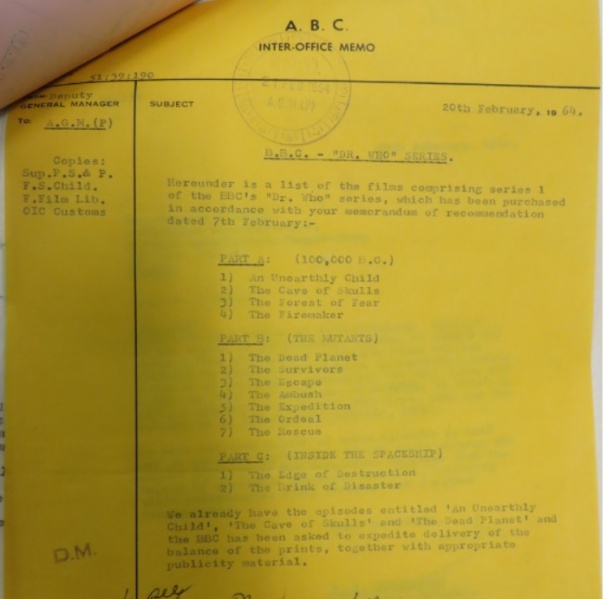 A. B. C.
INTER-OFFICE MEMO
51/39/190
Deputy
GENERAL MANAGER
SUBJECT
20th February, 19 64.
To: A.G.M.(P)
B.B.C. - "DR. WHO" SERIES.
Copies:
Sup.P.S.& P.
F.S.Child.
F.Film Lib.
OIC Customs
Hereunder is a list of the films comprising series 1
of the BBC's "Dr. Who" series, which has been purchased
in accordance with your memorandum of recommendation
dated 7th February:-
PART A: (100,000 B.C.)
1) An Unearthly Child
2) The Cave of Skulls
3) The Forest of Fear
4) The Firemaker
PART B: (THE MUTANTS)
1) The Dead Planet
2) The Survivors
3) The Escape
4) The Ambush
5) The Expedition
6) The Ordeal
7) The Rescue
PART C: (INSIDE THE SPACESHIP)
1) The Edge of Destruction
2) The Brink of Disaster
We already have the episodes entitled 'An Unearthly
Child', 'The Cave of Skulls' and 'The Dead Planet' and
the BBC has been asked to expedite delivery of the
balance of the prints, together with appropriate
publicity material.
D.M.